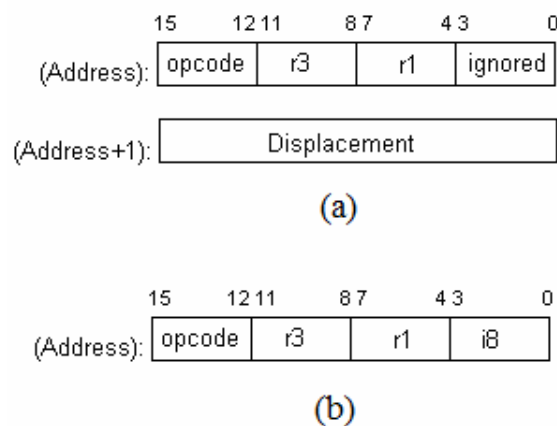 15 12 11 8 7 4 3 0
(Address): opcode r3 r1 ignored
(Address+1): Displacement
(a)
15 12 11 8 7 4 3 0
(Address): opcode r3 r1 i8
(b)